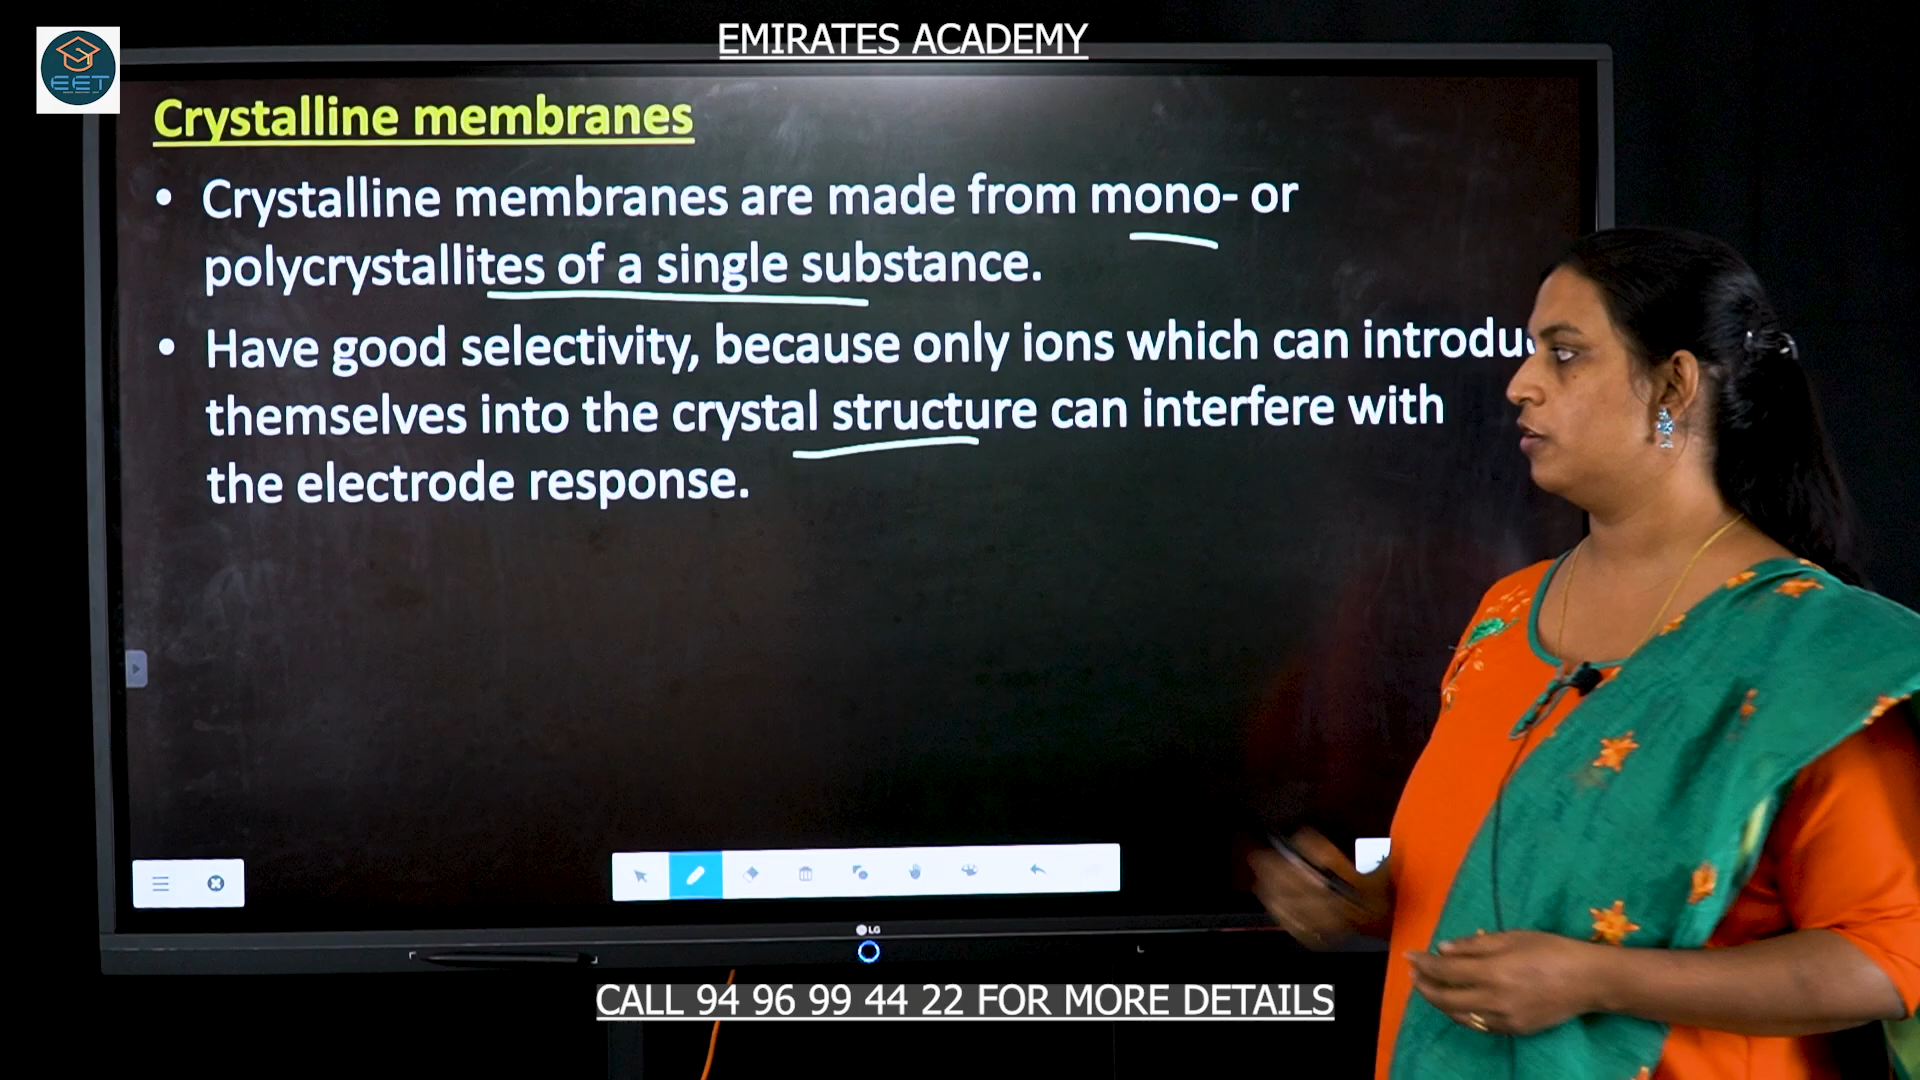 EMIRATES ACADEMY
EET
Crystalline membranes
• Crystalline membranes are made from mono- or
polycrystallites of a single substance.
• Have good selectivity, because only ions which can introdu
themselves into the crystal structure can interfere with
the electrode response.
LG
CALL 94 96 99 44 22 FOR MORE DETAILS